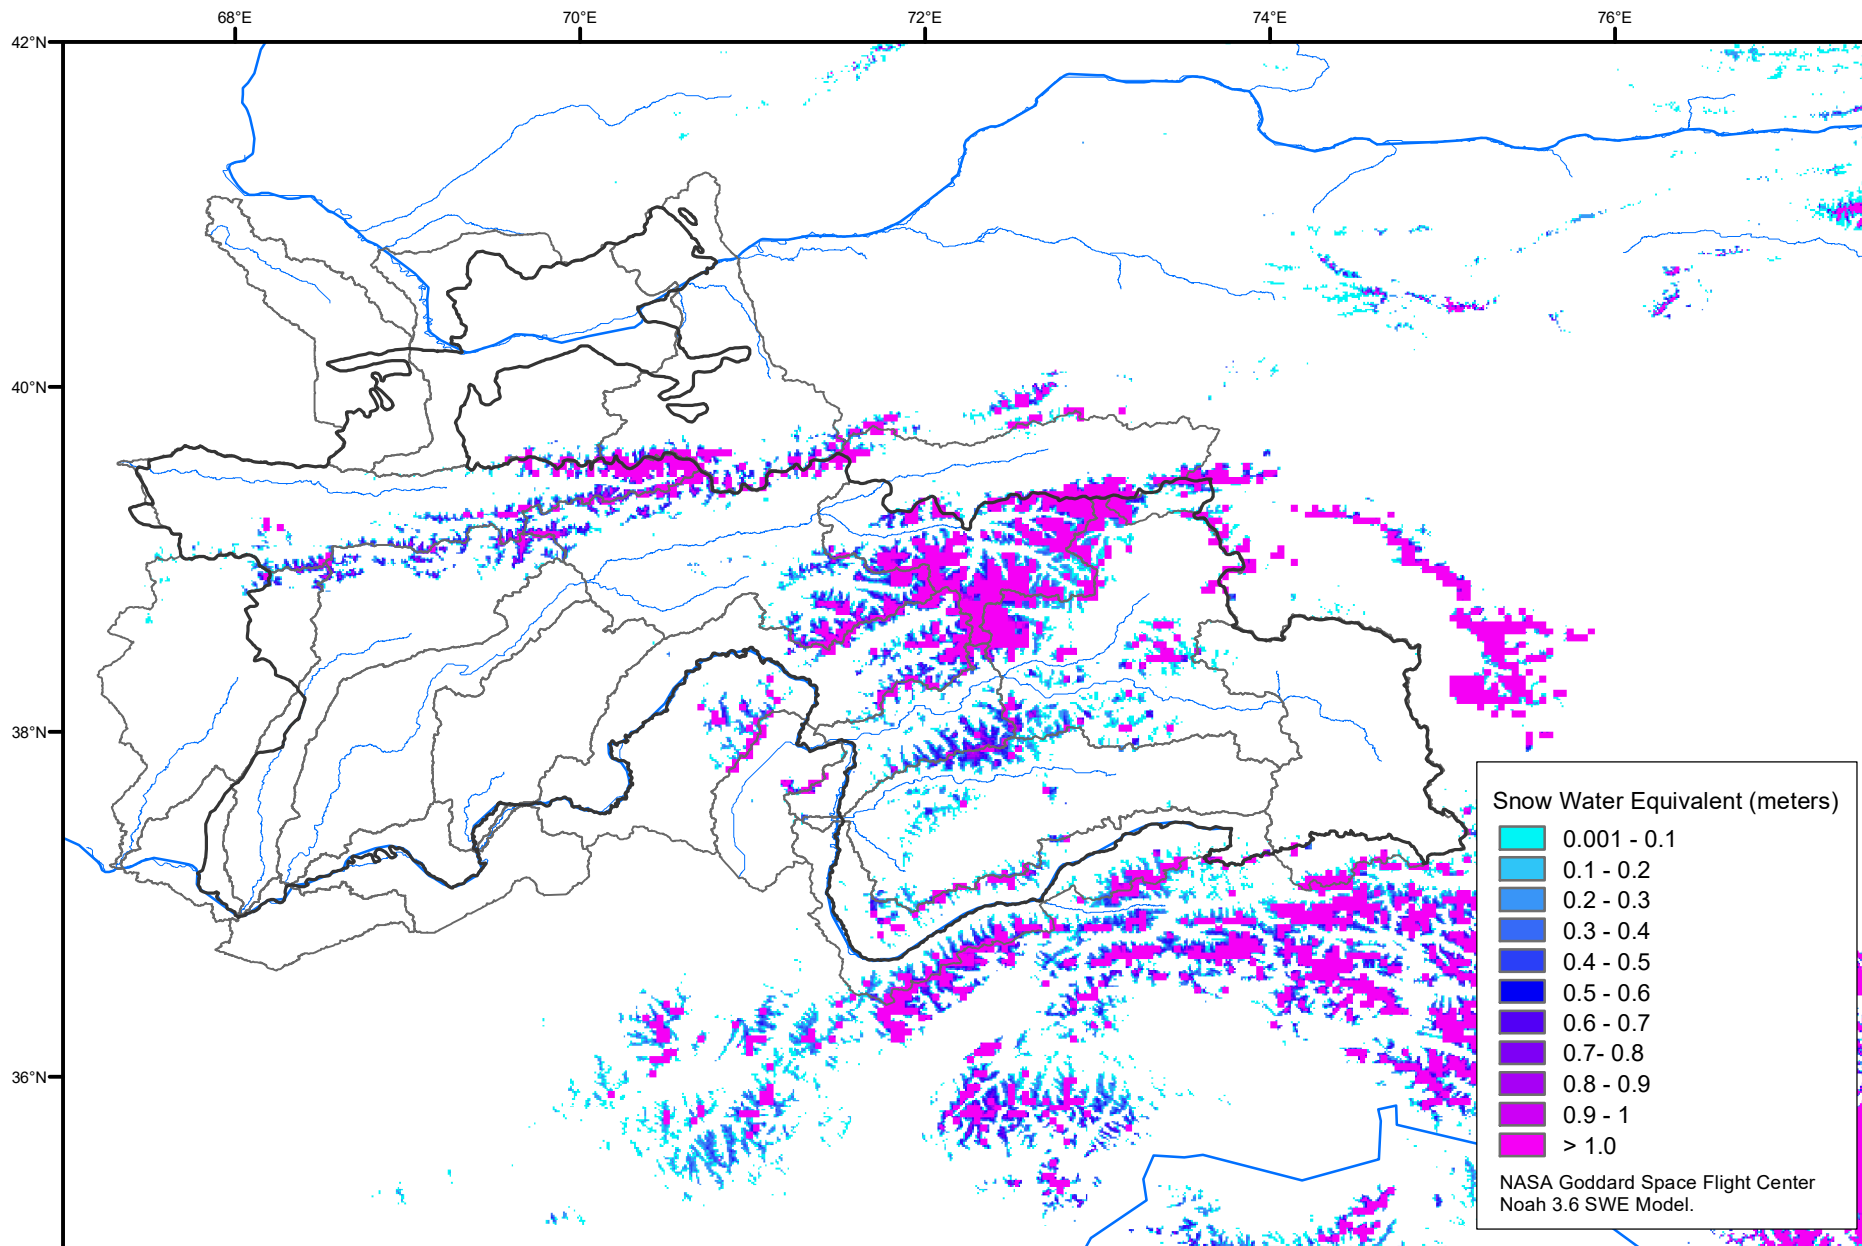 68°E 70°E 72°E 74°E 76°E
42°N
40°N
38°N
36°N
Snow Water Equivalent (meters)
0.001 - 0.1
0.1 - 0.2
0.2 - 0.3
0.3 - 0.4
0.4 - 0.5
0.5 - 0.6
0.6 - 0.7
0.7- 0.8
0.8 - 0.9
0.9 - 1
> 1.0
NASA Goddard Space Flight Center
Noah 3.6 SWE Model.